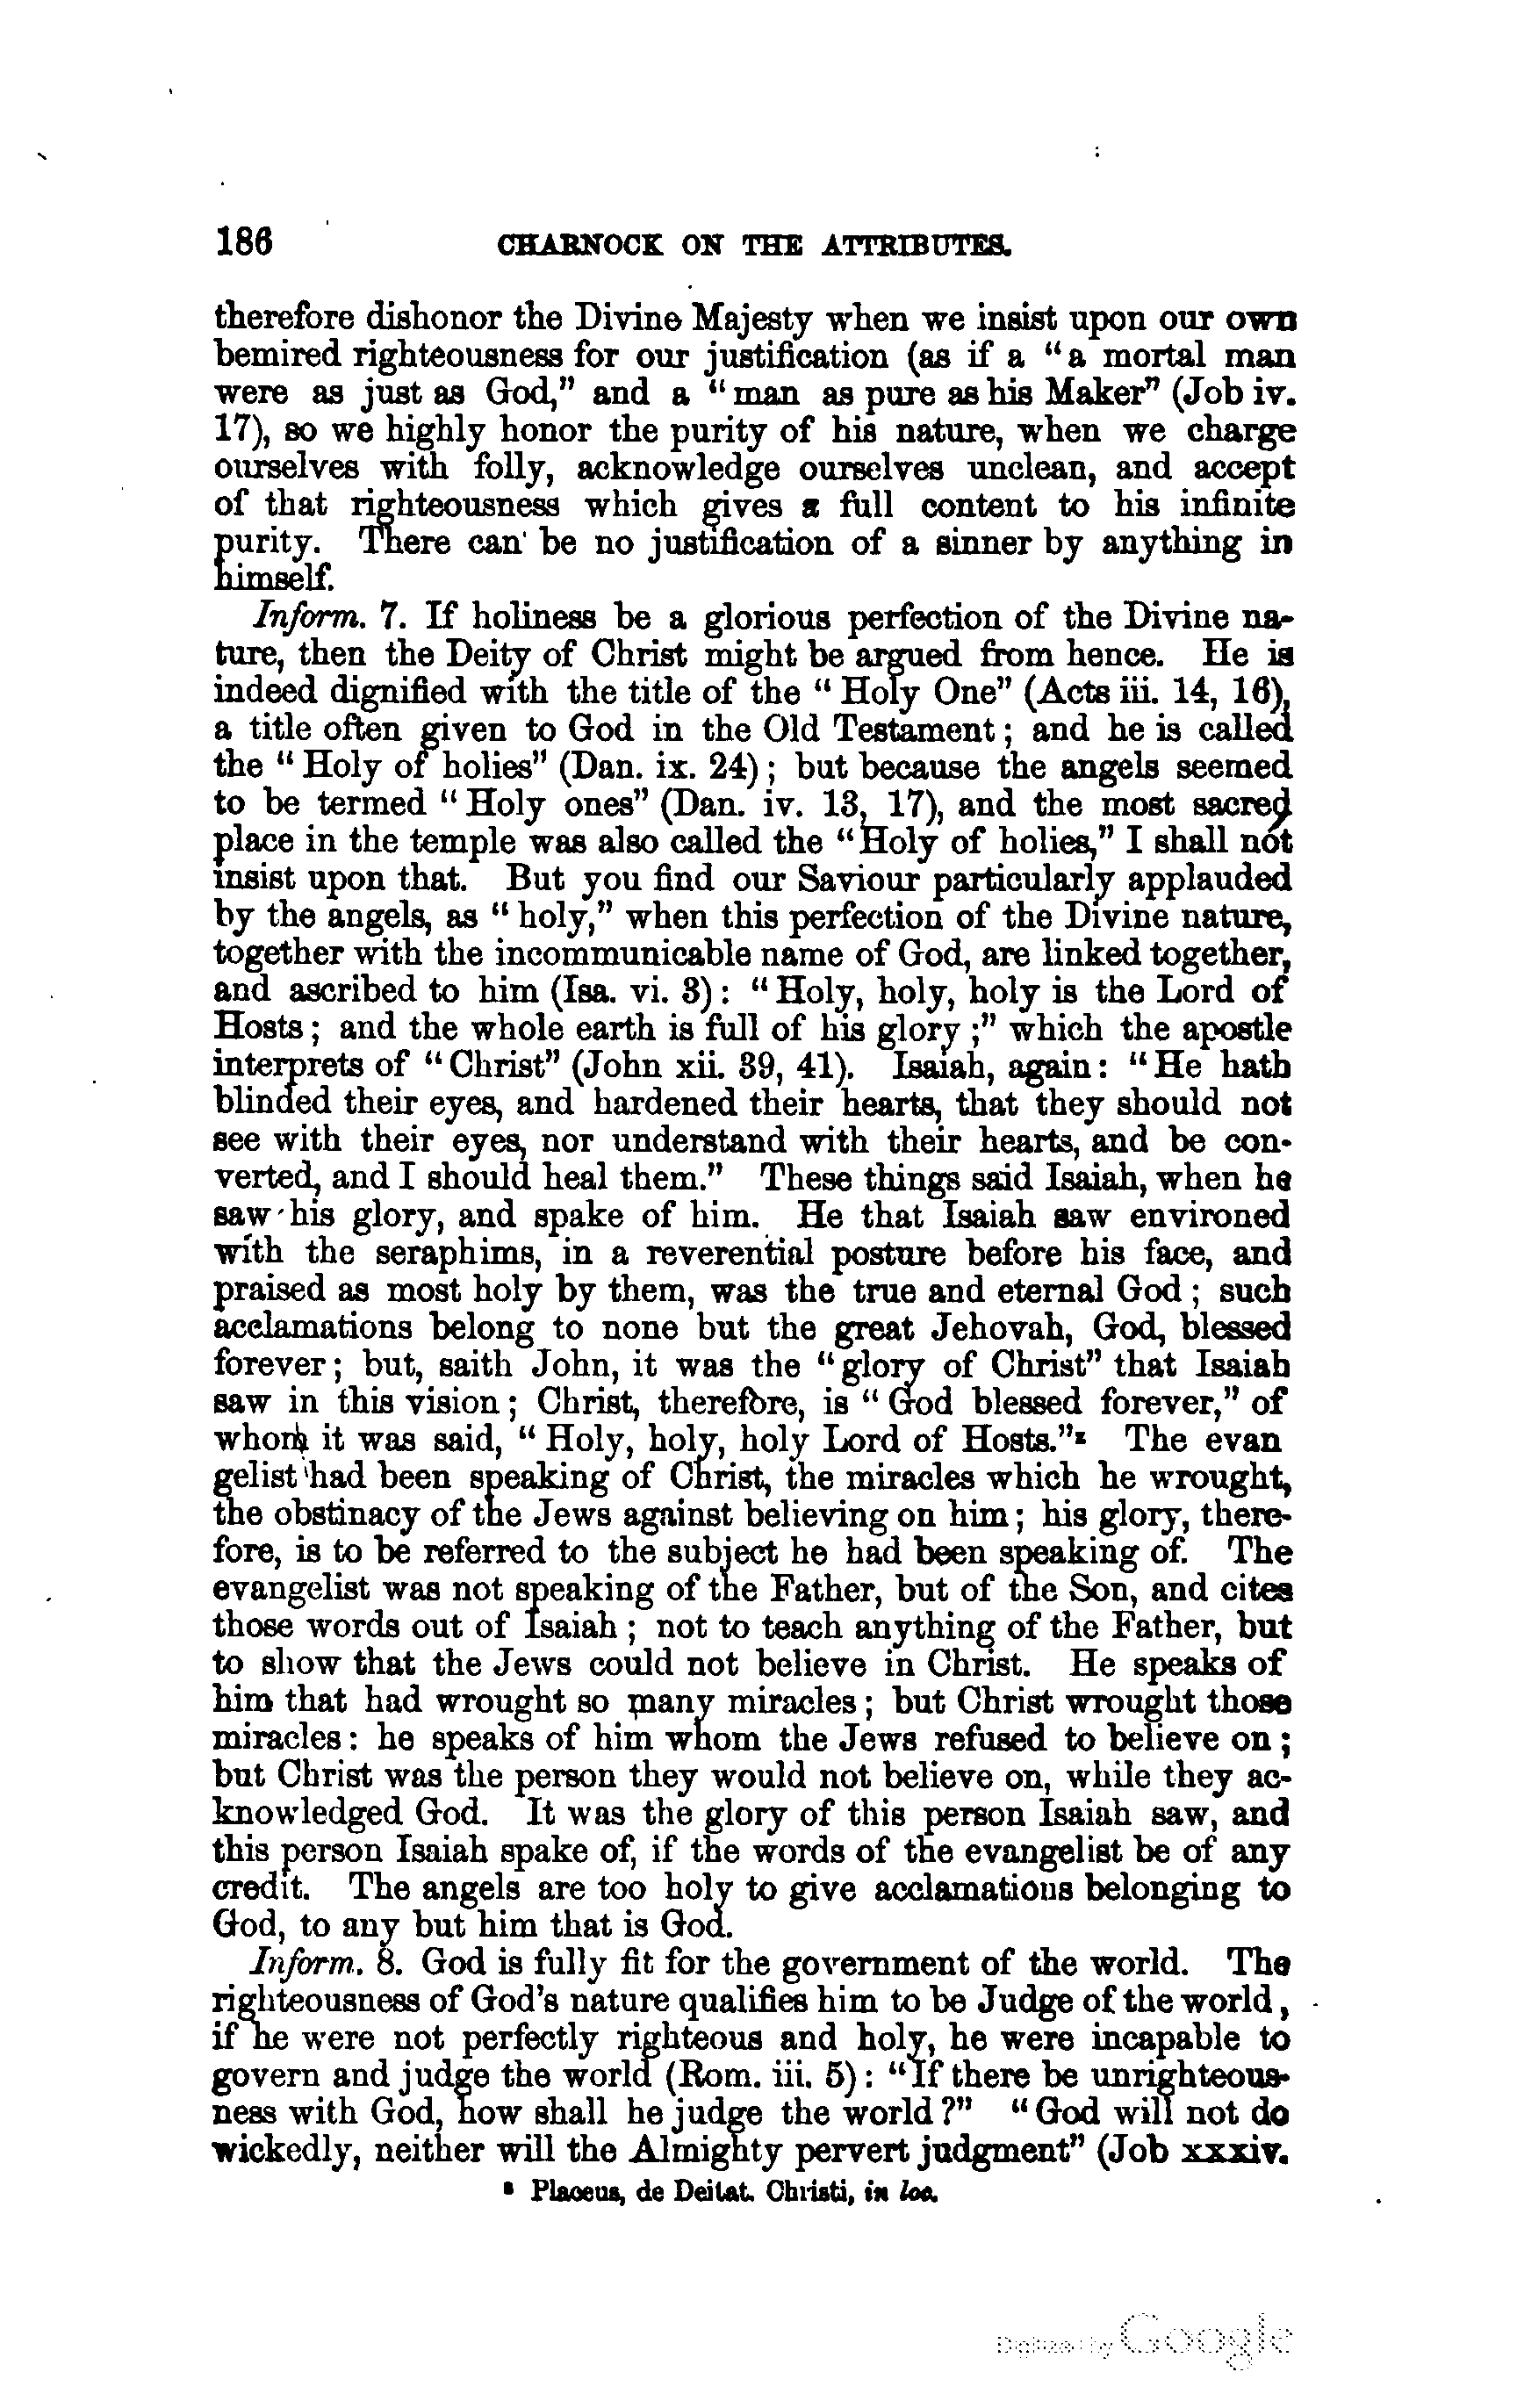 186 CHARNOCK ON THE ATTRIBUTES.
therefore dishonor the Divine Majesty when we insist upon our own
bemired righteousness for our justification (as if a "a mortal man
were as just as God," and a "man as pure as his Maker" (Job iv.
17), so we highly honor the purity of his nature, when we charge
ourselves with folly, acknowledge ourselves unclean, and accept
of that righteousness which gives a full content to his infinite
purity. There can be no justification of a sinner by anything in
himself.
Inform. 7. If holiness be a glorious perfection of the Divine na-
ture, then the Deity of Christ might be argued from hence. He is
indeed dignified with the title of the "Holy One" (Acts iii. 14, 16),
a title often given to God in the Old Testament; and he is called
the "Holy of holies" (Dan. ix. 24); but because the angels seemed
to be termed "Holy ones" (Dan. iv. 13, 17), and the most sacred
place in the temple was also called the "Holy of holies," I shall not
insist upon that. But you find our Saviour particularly applauded
by the angels, as "holy," when this perfection of the Divine nature,
together with the incommunicable name of God, are linked together,
and ascribed to him (Isa. vi. 3): "Holy, holy, holy is the Lord of
Hosts; and the whole earth is full of his glory;" which the apostle
interprets of "Christ" (John xii. 39, 41). Isaiah, again: "He hath
blinded their eyes, and hardened their hearts, that they should not
see with their eyes, nor understand with their hearts, and be con-
verted, and I should heal them." These things said Isaiah, when he
saw his glory, and spake of him. He that Isaiah saw environed
with the seraphims, in a reverential posture before his face, and
praised as most holy by them, was the true and eternal God; such
acclamations belong to none but the great Jehovah, God, blessed
forever; but, saith John, it was the "glory of Christ" that Isaiah
saw in this vision; Christ, therefore, is "God blessed forever," of
whom it was said, "Holy, holy, holy Lord of Hosts."z The evan
gelist had been speaking of Christ, the miracles which he wrought,
the obstinacy of the Jews against believing on him; his glory, there-
fore, is to be referred to the subject he had been speaking of. The
evangelist was not speaking of the Father, but of the Son, and cites
those words out of Isaiah; not to teach anything of the Father, but
to show that the Jews could not believe in Christ. He speaks of
him that had wrought so many miracles; but Christ wrought those
miracles: he speaks of him whom the Jews refused to believe on;
but Christ was the person they would not believe on, while they ac-
knowledged God. It was the glory of this person Isaiah saw, and
this person Isaiah spake of, if the words of the evangelist be of any
credit. The angels are too holy to give acclamations belonging to
God, to any but him that is God.
Inform. 8. God is fully fit for the government of the world. The
righteousness of God's nature qualifies him to be Judge of the world,
if he were not perfectly righteous and holy, he were incapable to
govern and judge the world (Rom. iii. 5): "If there be unrighteous-
ness with God, how shall he judge the world?" "God will not do
wickedly, neither will the Almighty pervert judgment" (Job xxxiv.
z Placeus, de Deitat. Christi, in loc.
Digitized by Google